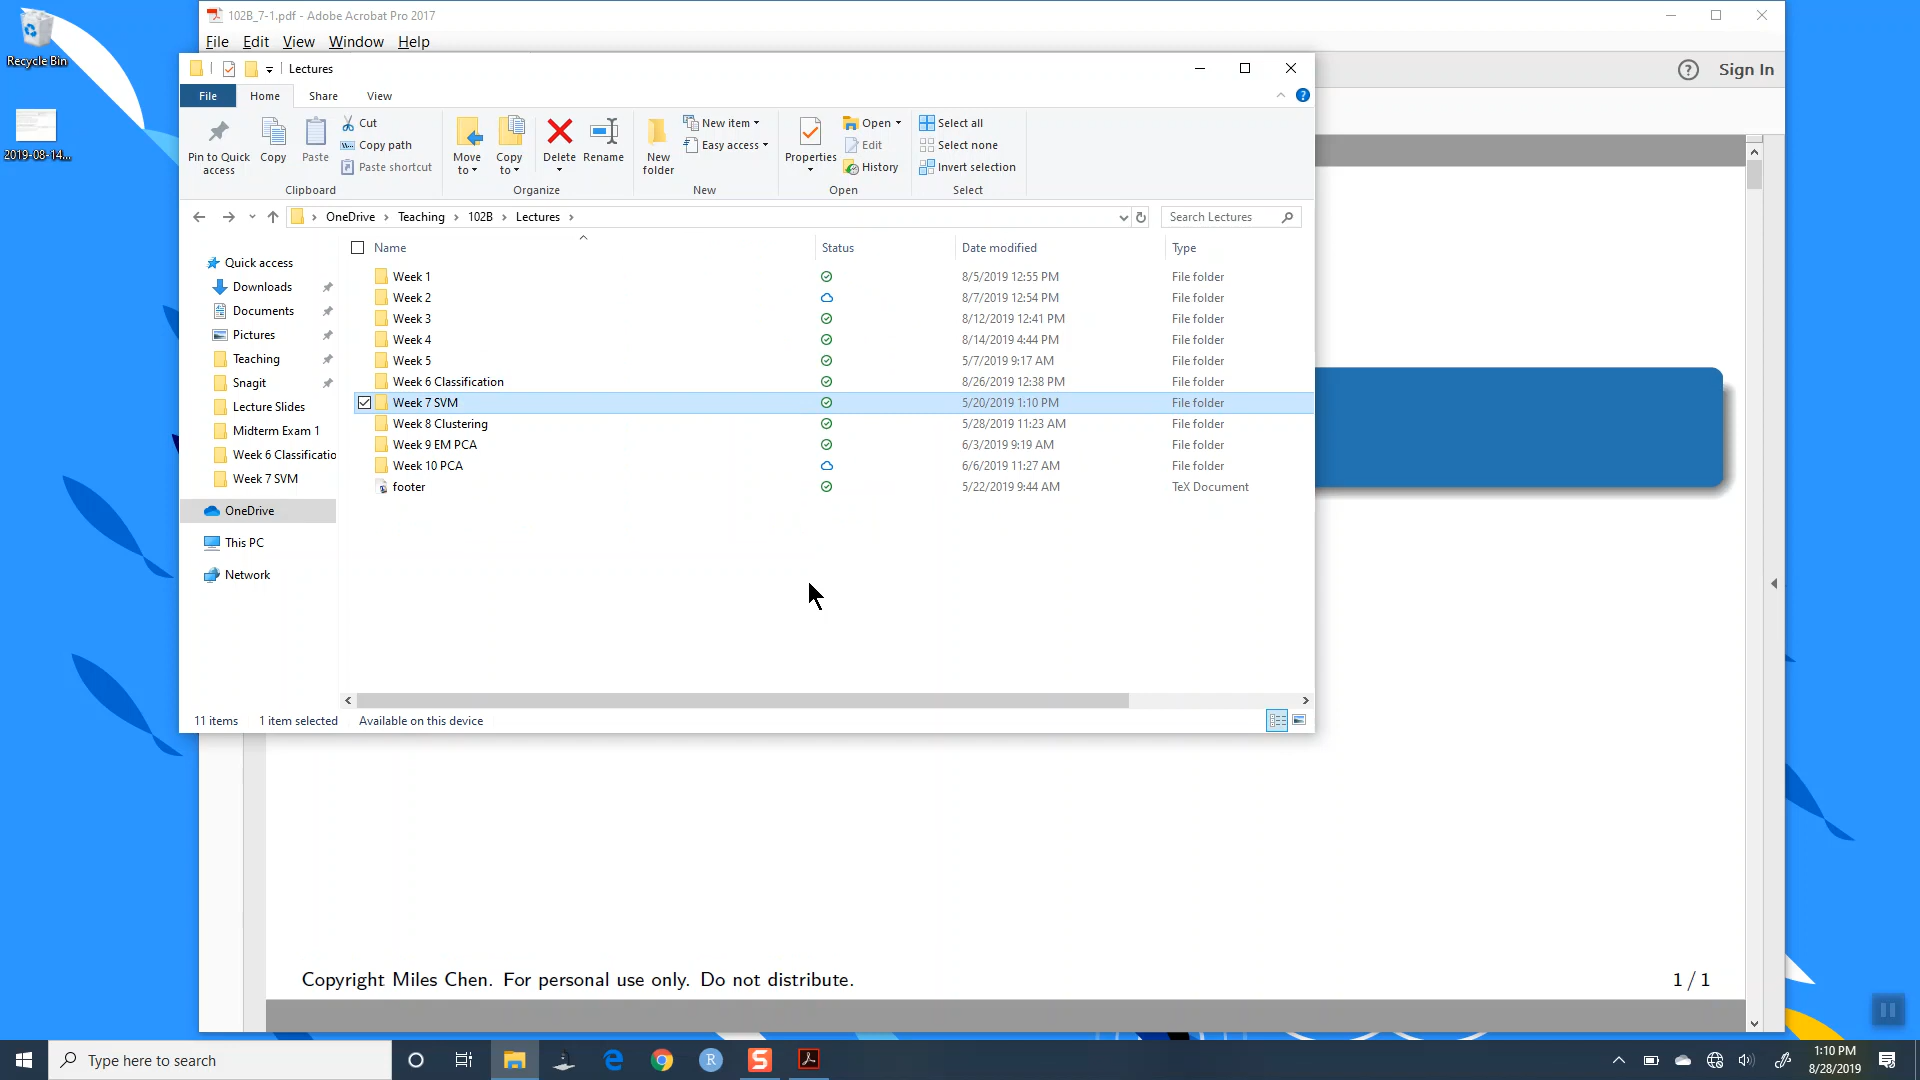 102B_7-1.pdf - Adobe Acrobat Pro 2017
File Edit View Window Help
Sign In
Recycle Bin
2019-08-14...
Lectures
File Home Share View
Pin to Quick access
Copy
Paste
Cut
Copy path
Paste shortcut
Clipboard
Move to
Copy to
Delete
Rename
Organize
New folder
New item
Easy access
New
Properties
Open
Edit
History
Open
Select all
Select none
Invert selection
Select
OneDrive > Teaching > 102B > Lectures >
Search Lectures
Name Status Date modified Type
Week 1 8/5/2019 12:55 PM File folder
Week 2 8/7/2019 12:54 PM File folder
Week 3 8/12/2019 12:41 PM File folder
Week 4 8/14/2019 4:44 PM File folder
Week 5 5/7/2019 9:17 AM File folder
Week 6 Classification 8/26/2019 12:38 PM File folder
Week 7 SVM 5/20/2019 1:10 PM File folder
Week 8 Clustering 5/28/2019 11:23 AM File folder
Week 9 EM PCA 6/3/2019 9:19 AM File folder
Week 10 PCA 6/6/2019 11:27 AM File folder
footer 5/22/2019 9:44 AM TeX Document
Quick access
Downloads
Documents
Pictures
Teaching
Snagit
Lecture Slides
Midterm Exam 1
Week 6 Classificatio
Week 7 SVM
OneDrive
This PC
Network
11 items 1 item selected Available on this device
Copyright Miles Chen. For personal use only. Do not distribute.
1 / 1
Type here to search
1:10 PM
8/28/2019